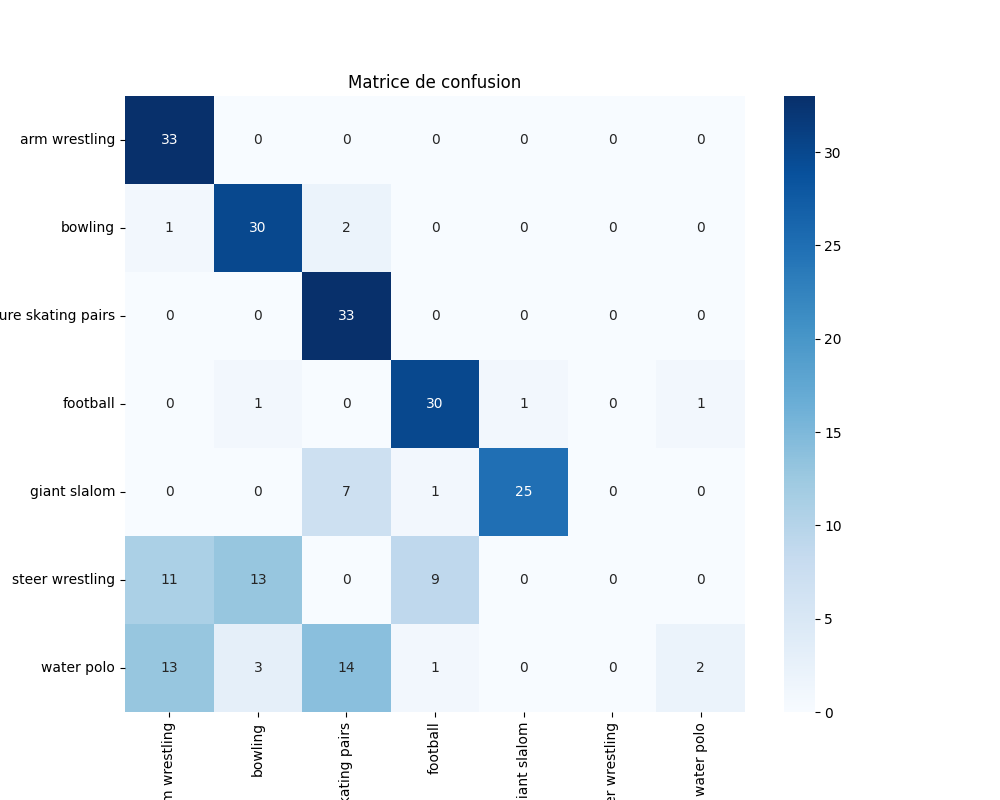 Matrice de confusion
arm wrestling 33 0 0 0 0 0 0
bowling 1 30 2 0 0 0 0
ure skating pairs 0 0 33 0 0 0 0
football 0 1 0 30 1 0 1
giant slalom 0 0 7 1 25 0 0
steer wrestling 11 13 0 9 0 0 0
water polo 13 3 14 1 0 0 2
m wrestling
bowling
kating pairs
football
iant slalom
er wrestling
water polo
30
25
20
15
10
5
0